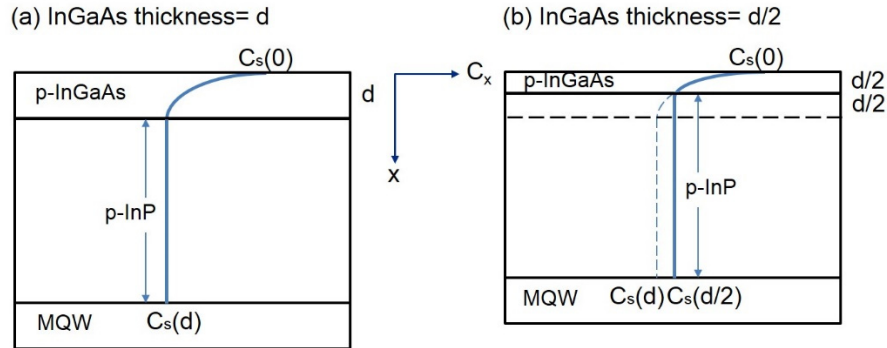 (a) InGaAs thickness= d
Cs(0)
p-InGaAs
d
p-InP
MQW
Cs(d)
Cx
x
(b) InGaAs thickness= d/2
Cs(0)
p-InGaAs
d/2
d/2
p-InP
MQW
Cs(d) Cs(d/2)